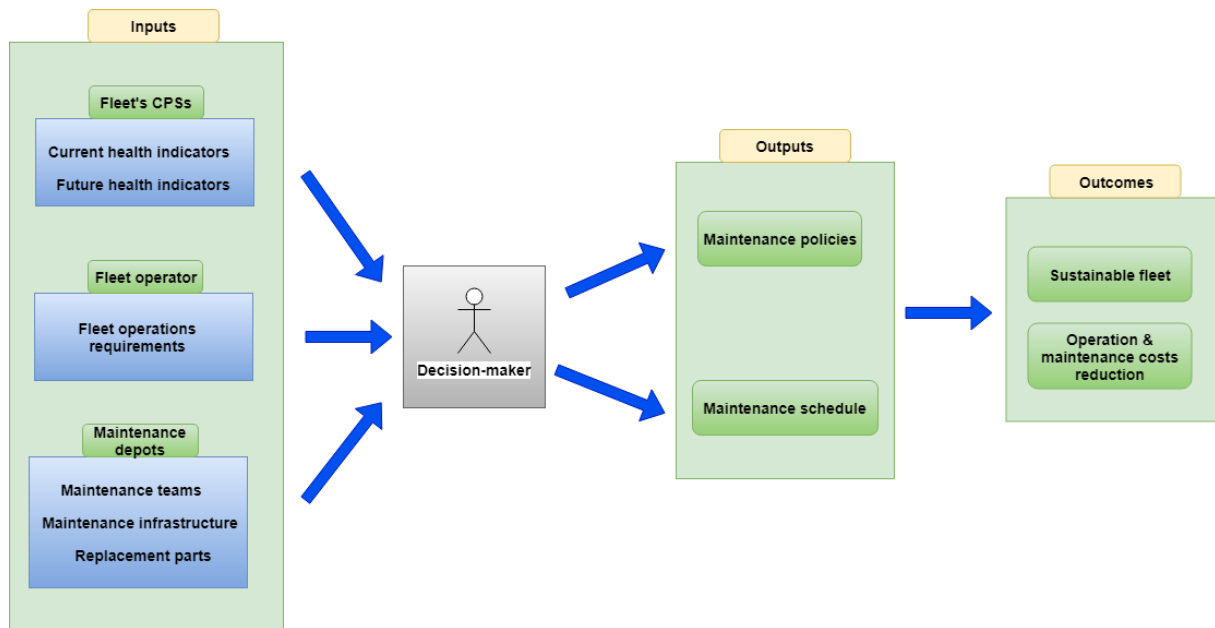 Inputs
Fleet's CPSs
Current health indicators
Future health indicators
Fleet operator
Fleet operations
requirements
Maintenance
depots
Maintenance teams
Maintenance infrastructure
Replacement parts
Decision-maker
Outputs
Maintenance policies
Maintenance schedule
Outcomes
Sustainable fleet
Operation &
maintenance costs
reduction